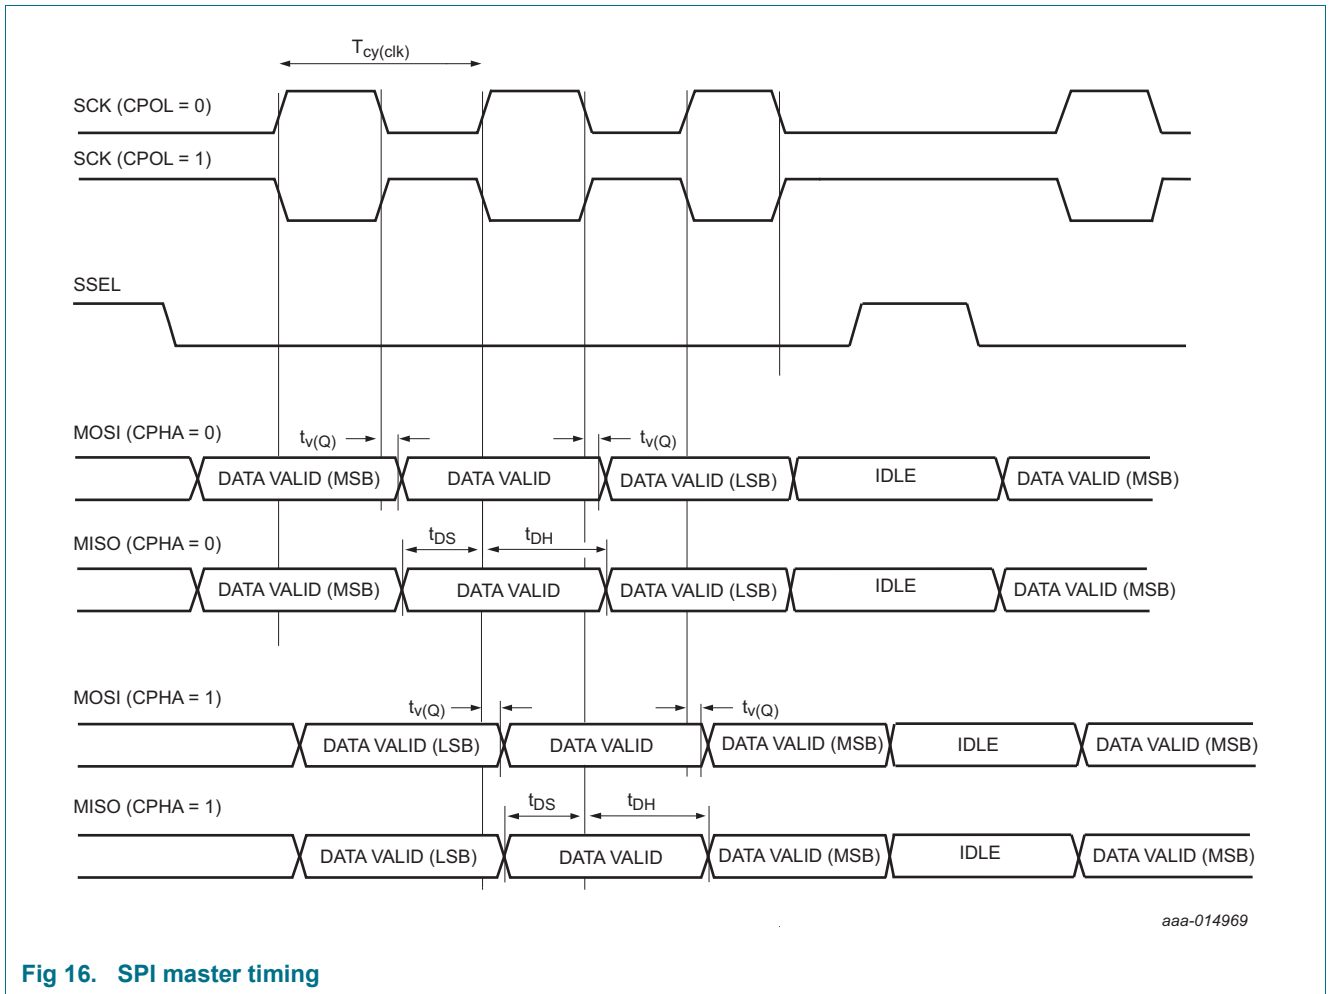 Tcy(clk)
SCK (CPOL = 0)
SCK (CPOL = 1)
SSEL
MOSI (CPHA = 0)
tv(Q) tv(Q)
DATA VALID (MSB) DATA VALID DATA VALID (LSB) IDLE DATA VALID (MSB)
MISO (CPHA = 0)
tDS tDH
DATA VALID (MSB) DATA VALID DATA VALID (LSB) IDLE DATA VALID (MSB)
MOSI (CPHA = 1)
tv(Q) tv(Q)
DATA VALID (LSB) DATA VALID DATA VALID (MSB) IDLE DATA VALID (MSB)
MISO (CPHA = 1)
tDS tDH
DATA VALID (LSB) DATA VALID DATA VALID (MSB) IDLE DATA VALID (MSB)
aaa-014969
Fig 16. SPI master timing